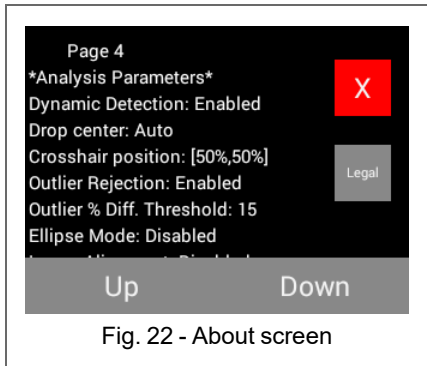 Page 4
*Analysis Parameters*
X
Dynamic Detection: Enabled
Drop center: Auto
Crosshair position: [50%,50%]
Legal
Outlier Rejection: Enabled
Outlier % Diff. Threshold: 15
Ellipse Mode: Disabled
Up
Down
Fig. 22 - About screen